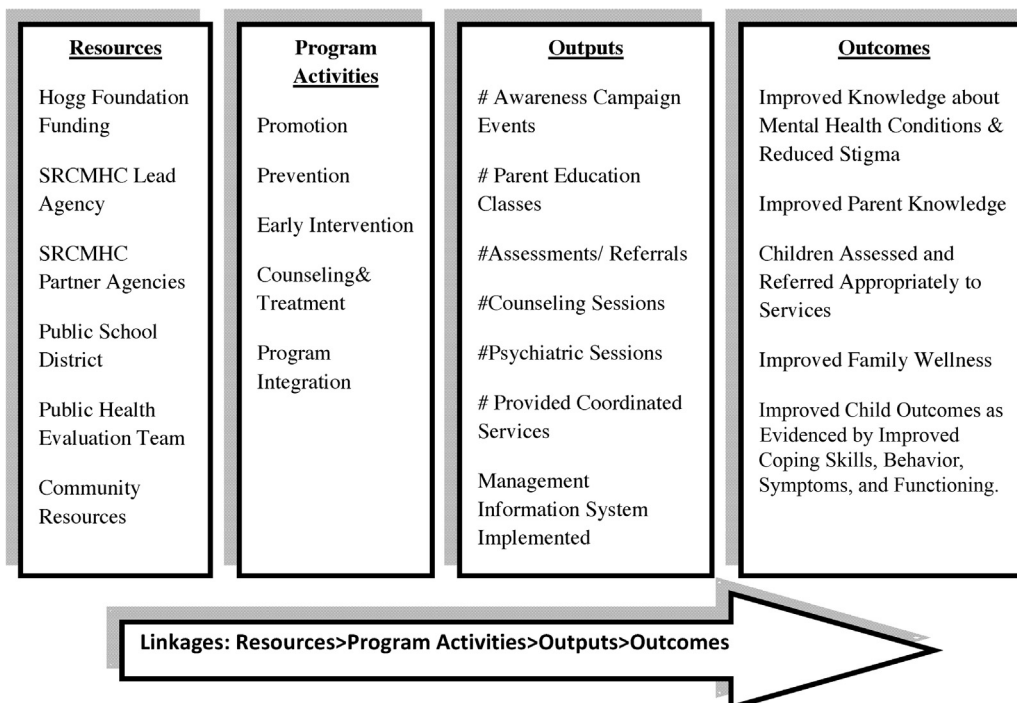 Resources
Hogg Foundation
Funding
SRCMHC Lead
Agency
SRCMHC
Partner Agencies
Public School
District
Public Health
Evaluation Team
Community
Resources
Program
Activities
Promotion
Prevention
Early Intervention
Counseling&
Treatment
Program
Integration
Outputs
# Awareness Campaign
Events
# Parent Education
Classes
#Assessments/ Referrals
#Counseling Sessions
#Psychiatric Sessions
# Provided Coordinated
Services
Management
Information System
Implemented
Outcomes
Improved Knowledge about
Mental Health Conditions &
Reduced Stigma
Improved Parent Knowledge
Children Assessed and
Referred Appropriately to
Services
Improved Family Wellness
Improved Child Outcomes as
Evidenced by Improved
Coping Skills, Behavior,
Symptoms, and Functioning.
Linkages: Resources>Program Activities>Outputs>Outcomes